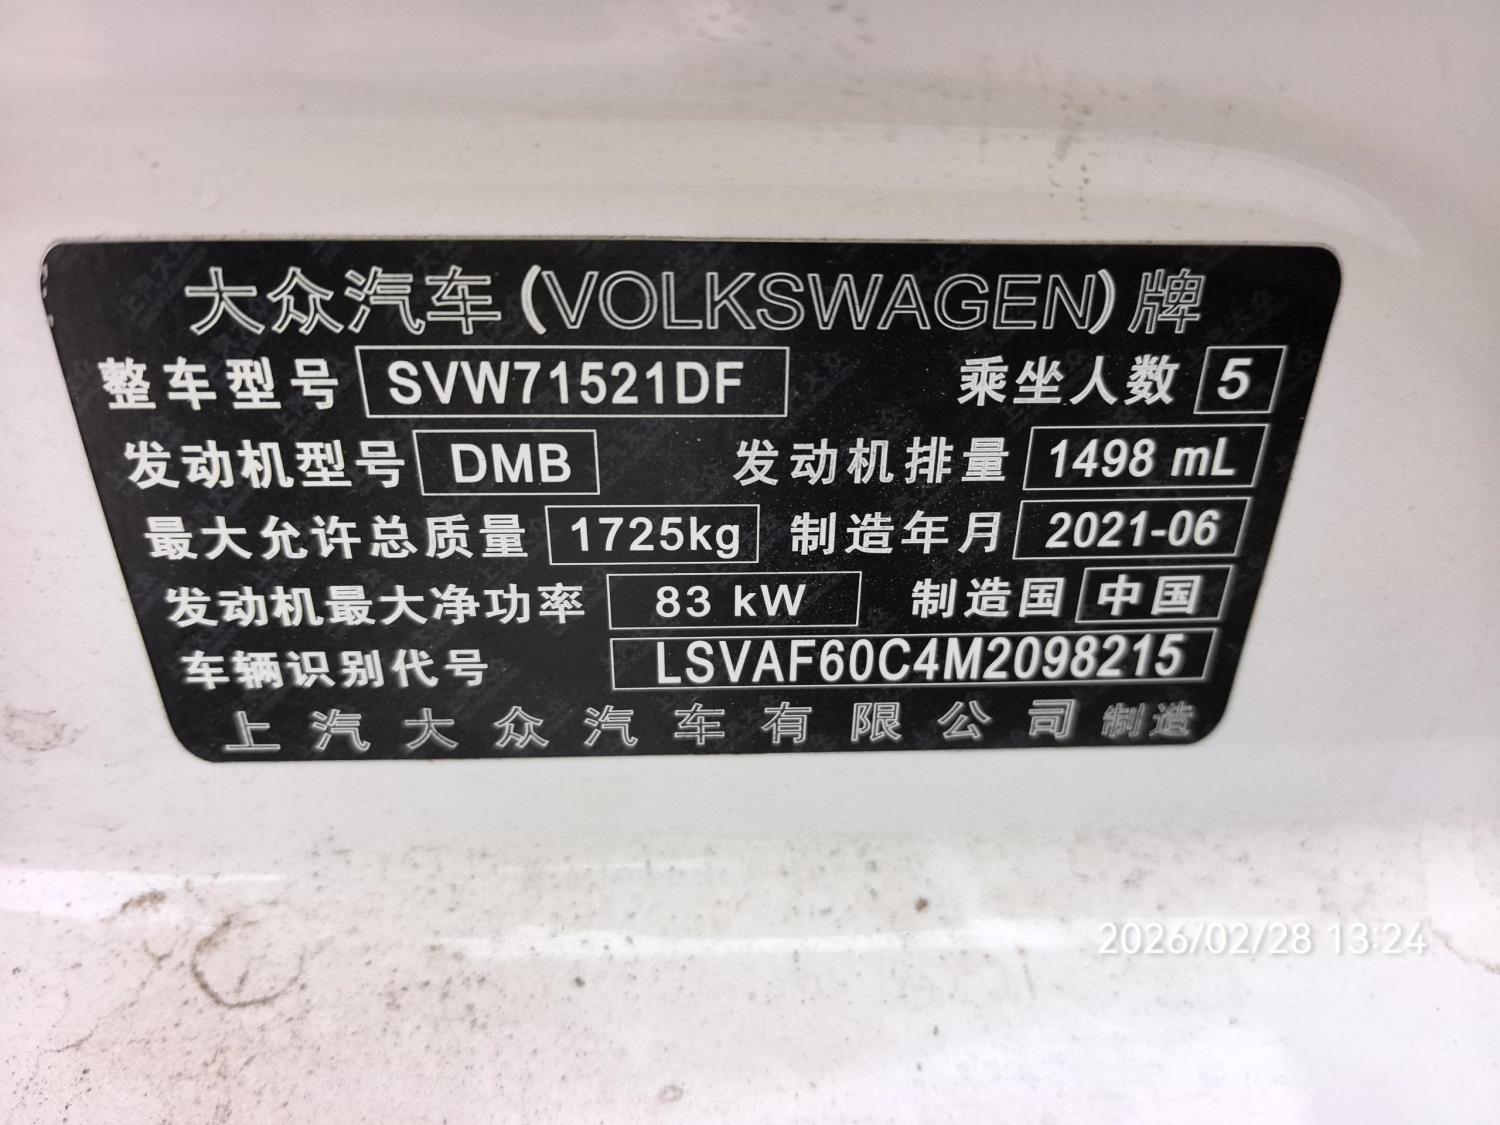 大众汽车(VOLKSWAGEN)牌
整车型号 SVW71521DF 乘坐人数 5
发动机型号 DMB 发动机排量 1498 mL
最大允许总质量 1725kg 制造年月 2021-06
发动机最大净功率 83 kW 制造国 中国
车辆识别代号 LSVAF60C4M2098215
上汽大众汽车有限公司 制造
2026/02/28 13:24